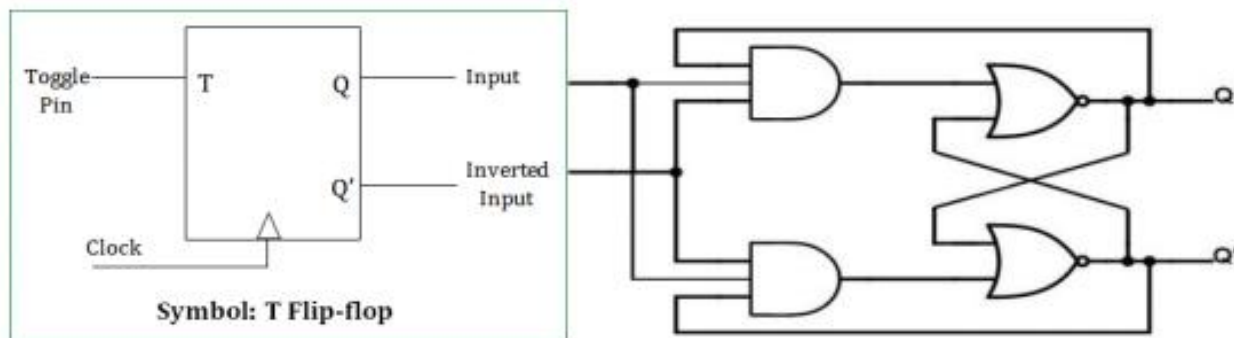 Toggle
Pin
T
Q
Q'
Input
Inverted
Input
Clock
Symbol: T Flip-flop
Q
Q'